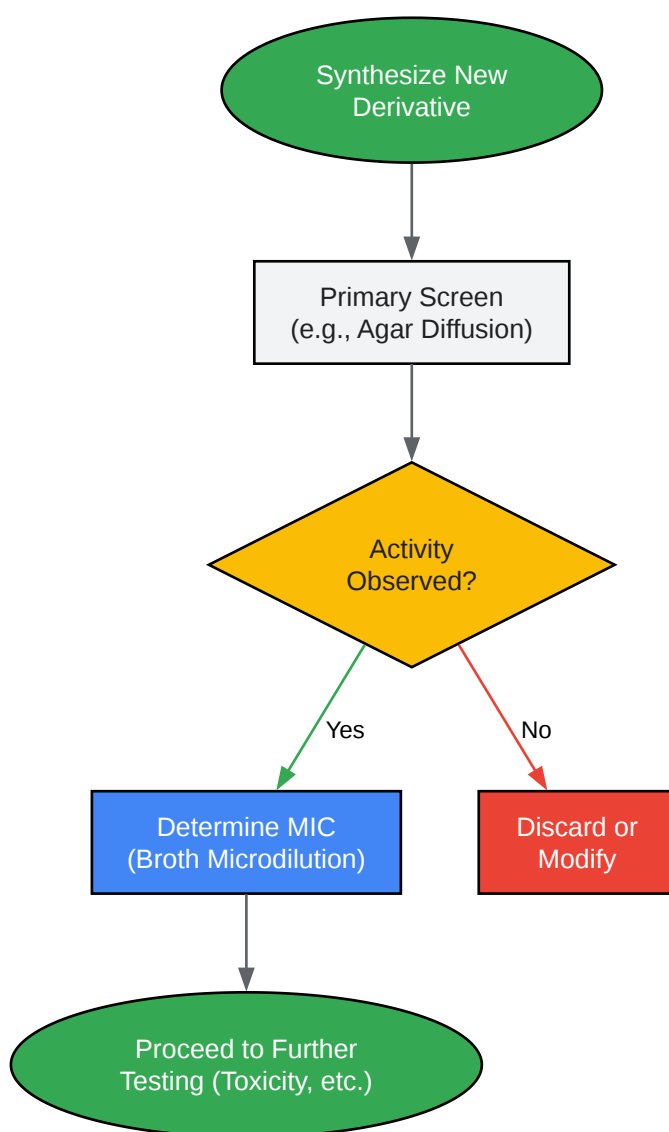 Synthesize New
Derivative
Primary Screen
(e.g., Agar Diffusion)
Activity
Observed?
Yes
No
Determine MIC
(Broth Microdilution)
Discard or
Modify
Proceed to Further
Testing (Toxicity, etc.)